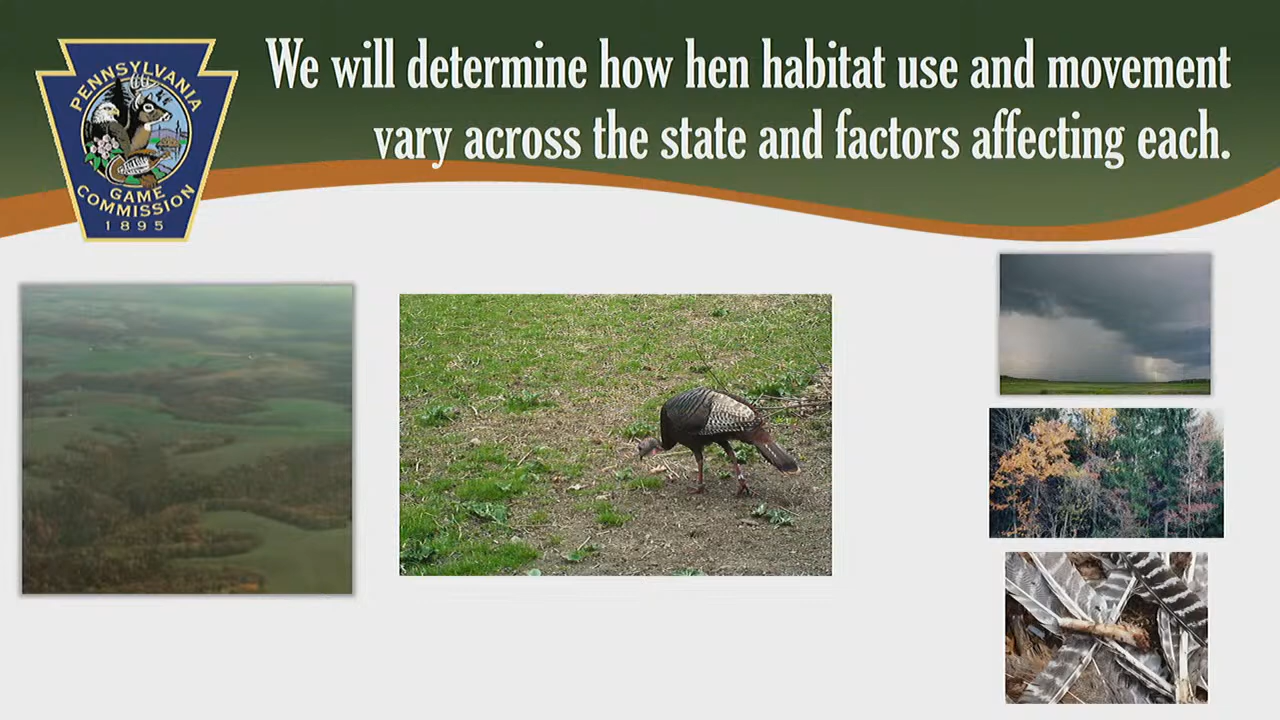 We will determine how hen habitat use and movement
vary across the state and factors affecting each.
PENNSYLVANIA
GAME
COMMISSION
1895